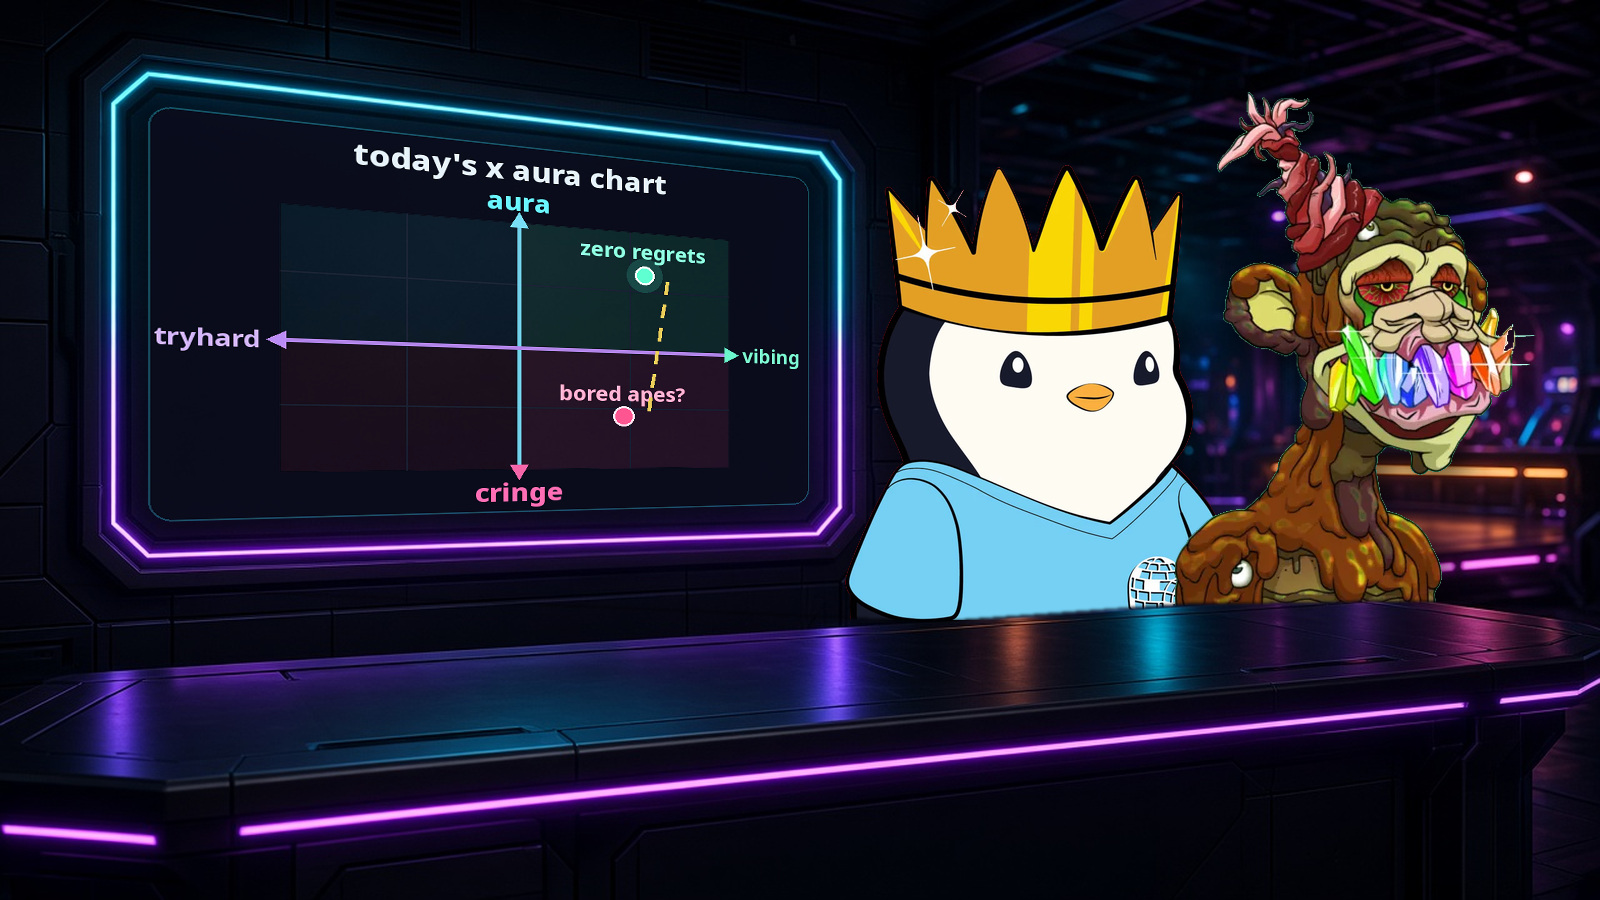 today's x aura chart
aura
zero regrets
tryhard
vibing
bored apes?
cringe